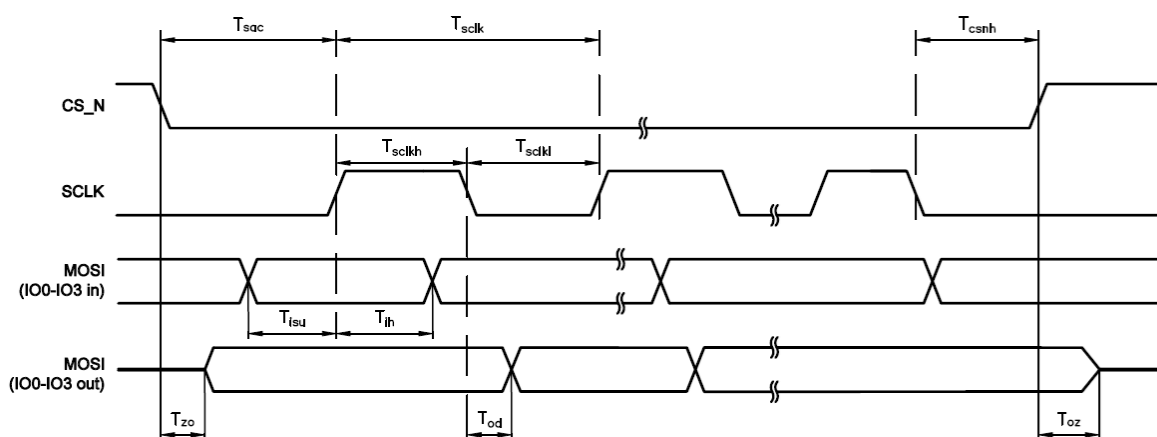 Tsac Tsclk Tcsnh
CS_N
Tsclkh Tsclkl
SCLK
MOSI
(IO0-IO3 in)
Tisu Tih
MOSI
(IO0-IO3 out)
Tzo Tod Toz